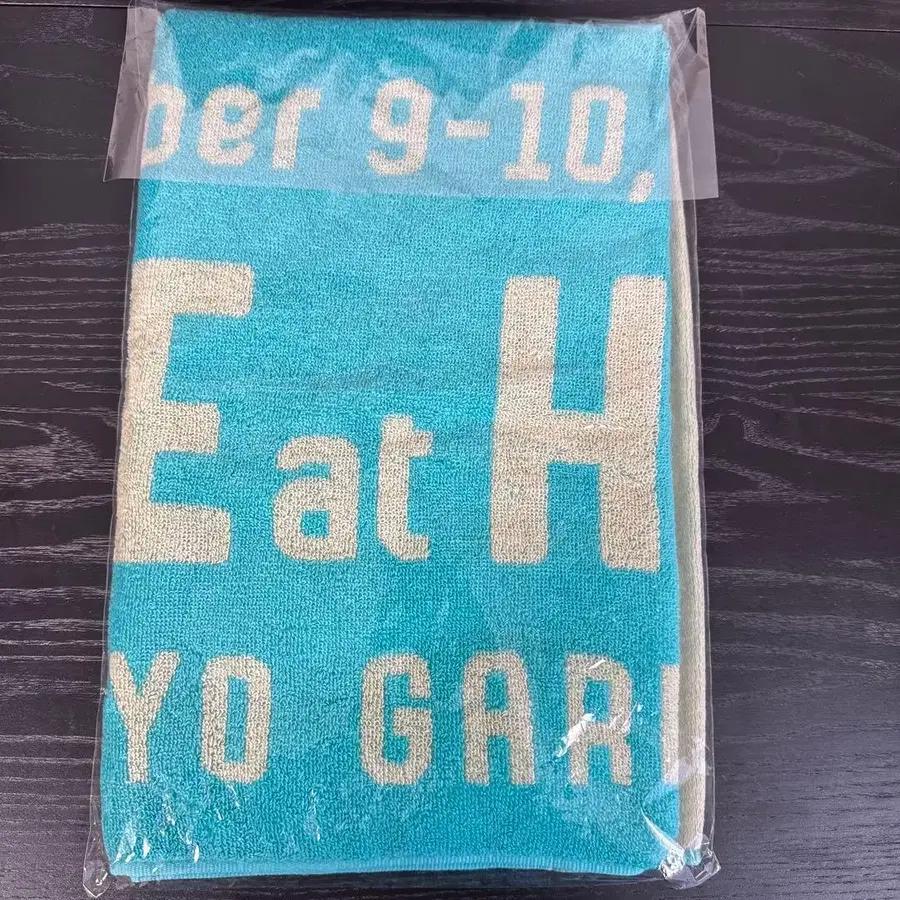 ber 9-10,
E at H
YO GAR